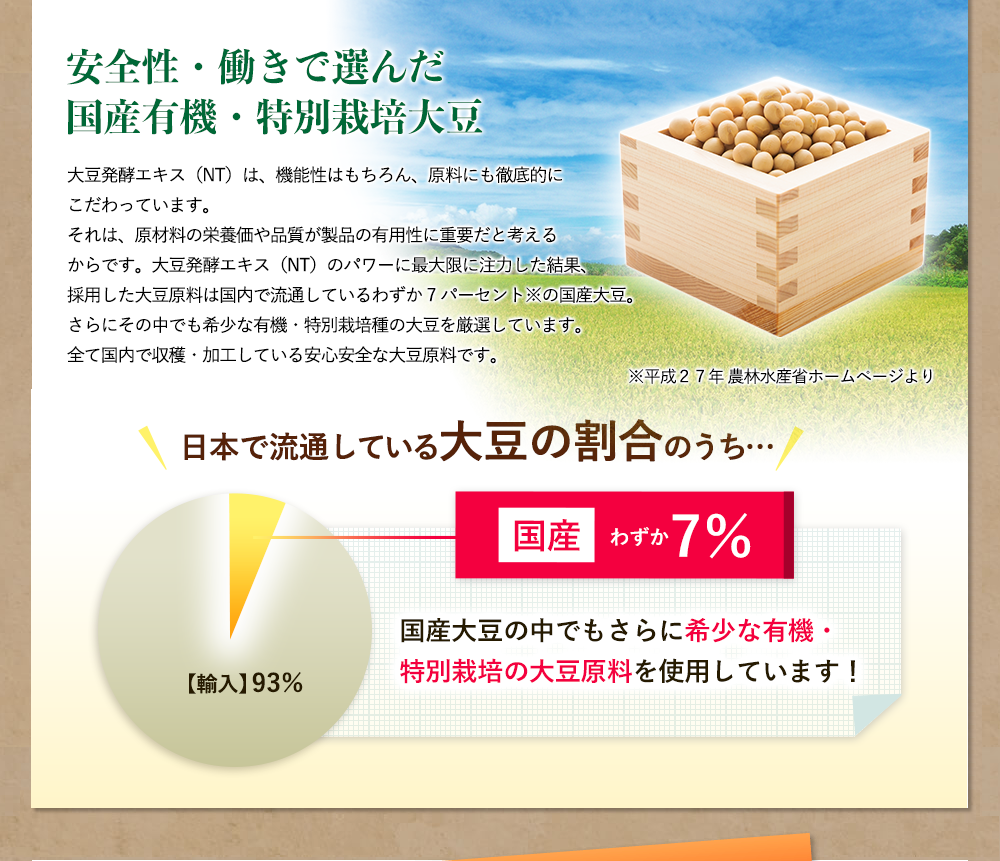 安全性・働きで選んだ
国産有機・特別栽培大豆
大豆発酵エキス（NT）は、機能性はもちろん、原料にも徹底的に
こだわっています。
それは、原材料の栄養価や品質が製品の有用性に重要だと考える
からです。大豆発酵エキス（NT）のパワーに最大限に注力した結果、
採用した大豆原料は国内で流通しているわずか７パーセント※の国産大豆。
さらにその中でも希少な有機・特別栽培種の大豆を厳選しています。
全て国内で収穫・加工している安心安全な大豆原料です。
※平成２７年 農林水産省ホームページより
日本で流通している大豆の割合のうち…
国産 わずか7%
国産大豆の中でもさらに希少な有機・
特別栽培の大豆原料を使用しています！
【輸入】93%